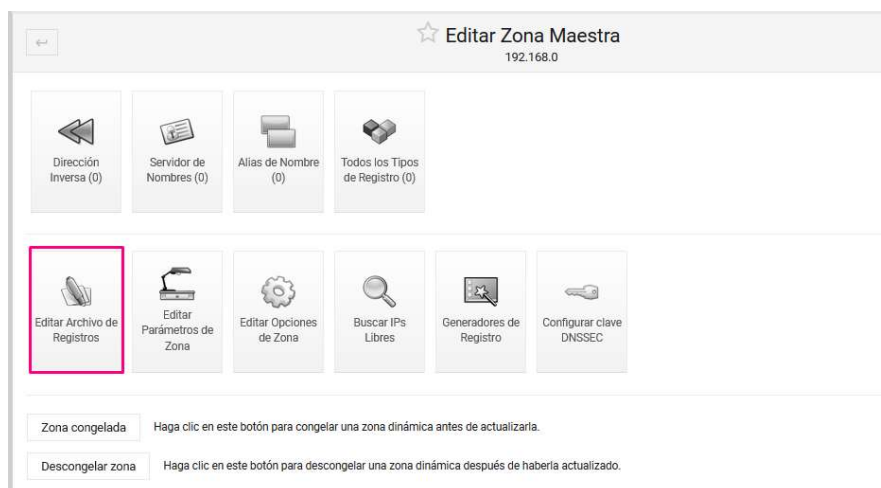 Editar Zona Maestra
192.168.0
Dirección
Inversa (0)
Servidor de
Nombres (0)
Alias de Nombre
(0)
Todos los Tipos
de Registro (0)
Editar Archivo de
Registros
Editar
Parámetros de
Zona
Editar Opciones
de Zona
Buscar IPs
Libres
Generadores de
Registro
Configurar clave
DNSSEC
Zona congelada
Haga clic en este botón para congelar una zona dinámica antes de actualizarla.
Descongelar zona
Haga clic en este botón para descongelar una zona dinámica después de haberla actualizado.